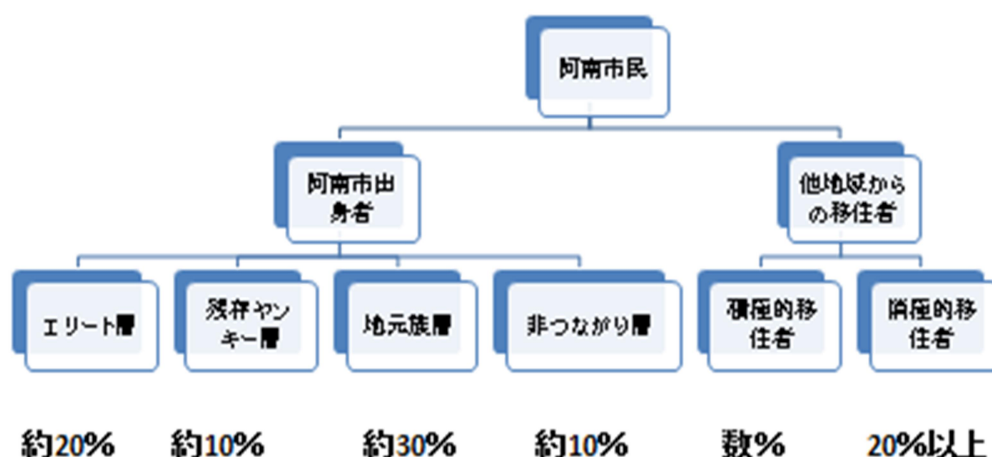 阿南市民
阿南市出
身者
他地域から
の移住者
エリート層
残存ヤン
キー層
地元族層
非つながり層
積極的移
住者
消極的移
住者
約20%
約10%
約30%
約10%
数%
20%以上